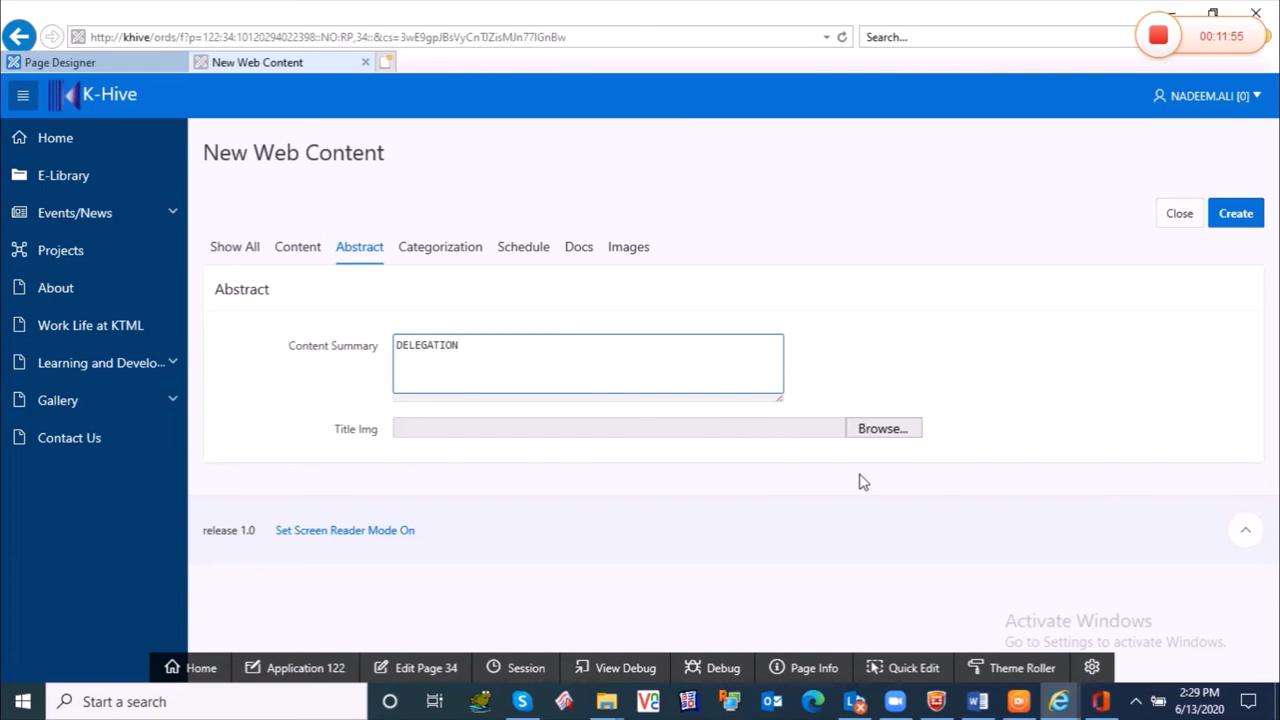 http://khive/ords/f?p=122:34:10120294022398::NO:RP,34::&cs=3wE9gpJBsVyCnTJZisMJn77IGnBw
Search...
00:11:55
Page Designer
New Web Content
K-Hive
NADEEM.ALI [0]
Home
E-Library
Events/News
Projects
About
Work Life at KTML
Learning and Develo...
Gallery
Contact Us
New Web Content
Close
Create
Show All
Content
Abstract
Categorization
Schedule
Docs
Images
Abstract
Content Summary
DELEGATION
Title Img
Browse...
release 1.0
Set Screen Reader Mode On
Activate Windows
Go to Settings to activate Windows.
Home
Application 122
Edit Page 34
Session
View Debug
Debug
Page Info
Quick Edit
Theme Roller
Start a search
2:29 PM
6/13/2020